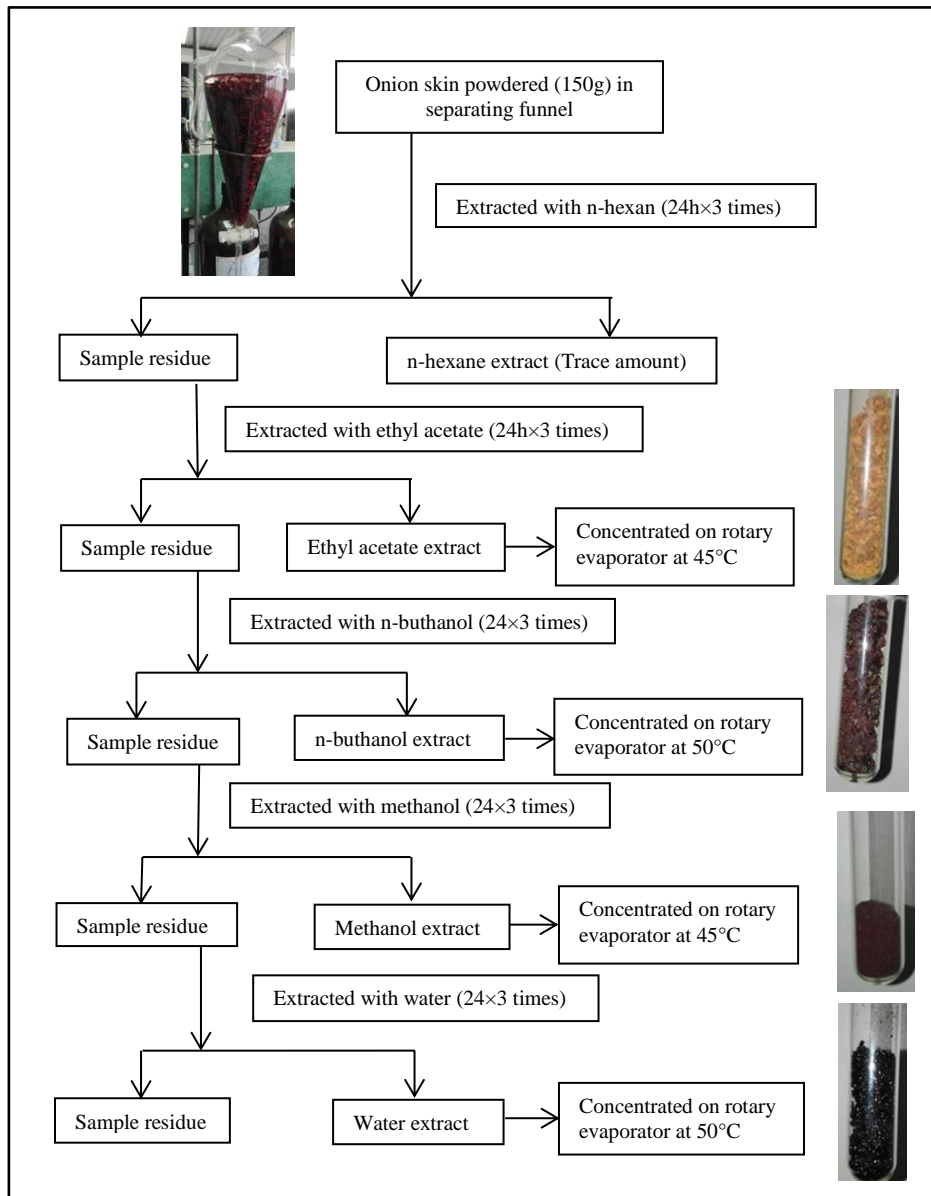 Onion skin powdered (150g) in
separating funnel
Extracted with n-hexan (24h×3 times)
Sample residue
n-hexane extract (Trace amount)
Extracted with ethyl acetate (24h×3 times)
Sample residue
Ethyl acetate extract
Concentrated on rotary
evaporator at 45°C
Extracted with n-buthanol (24×3 times)
Sample residue
n-buthanol extract
Concentrated on rotary
evaporator at 50°C
Extracted with methanol (24×3 times)
Sample residue
Methanol extract
Concentrated on rotary
evaporator at 45°C
Extracted with water (24×3 times)
Sample residue
Water extract
Concentrated on rotary
evaporator at 50°C